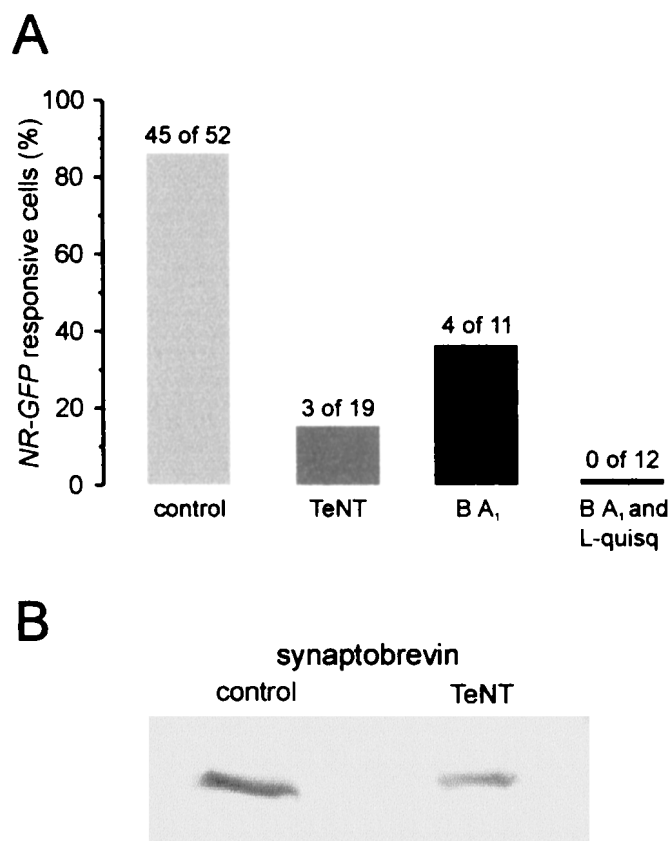 A
NR-GFP responsive cells (%)
100
80
60
40
20
0
45 of 52
3 of 19
4 of 11
0 of 12
control
TeNT
B A₁
B A₁ and
L-quisq
B
synaptobrevin
control
TeNT